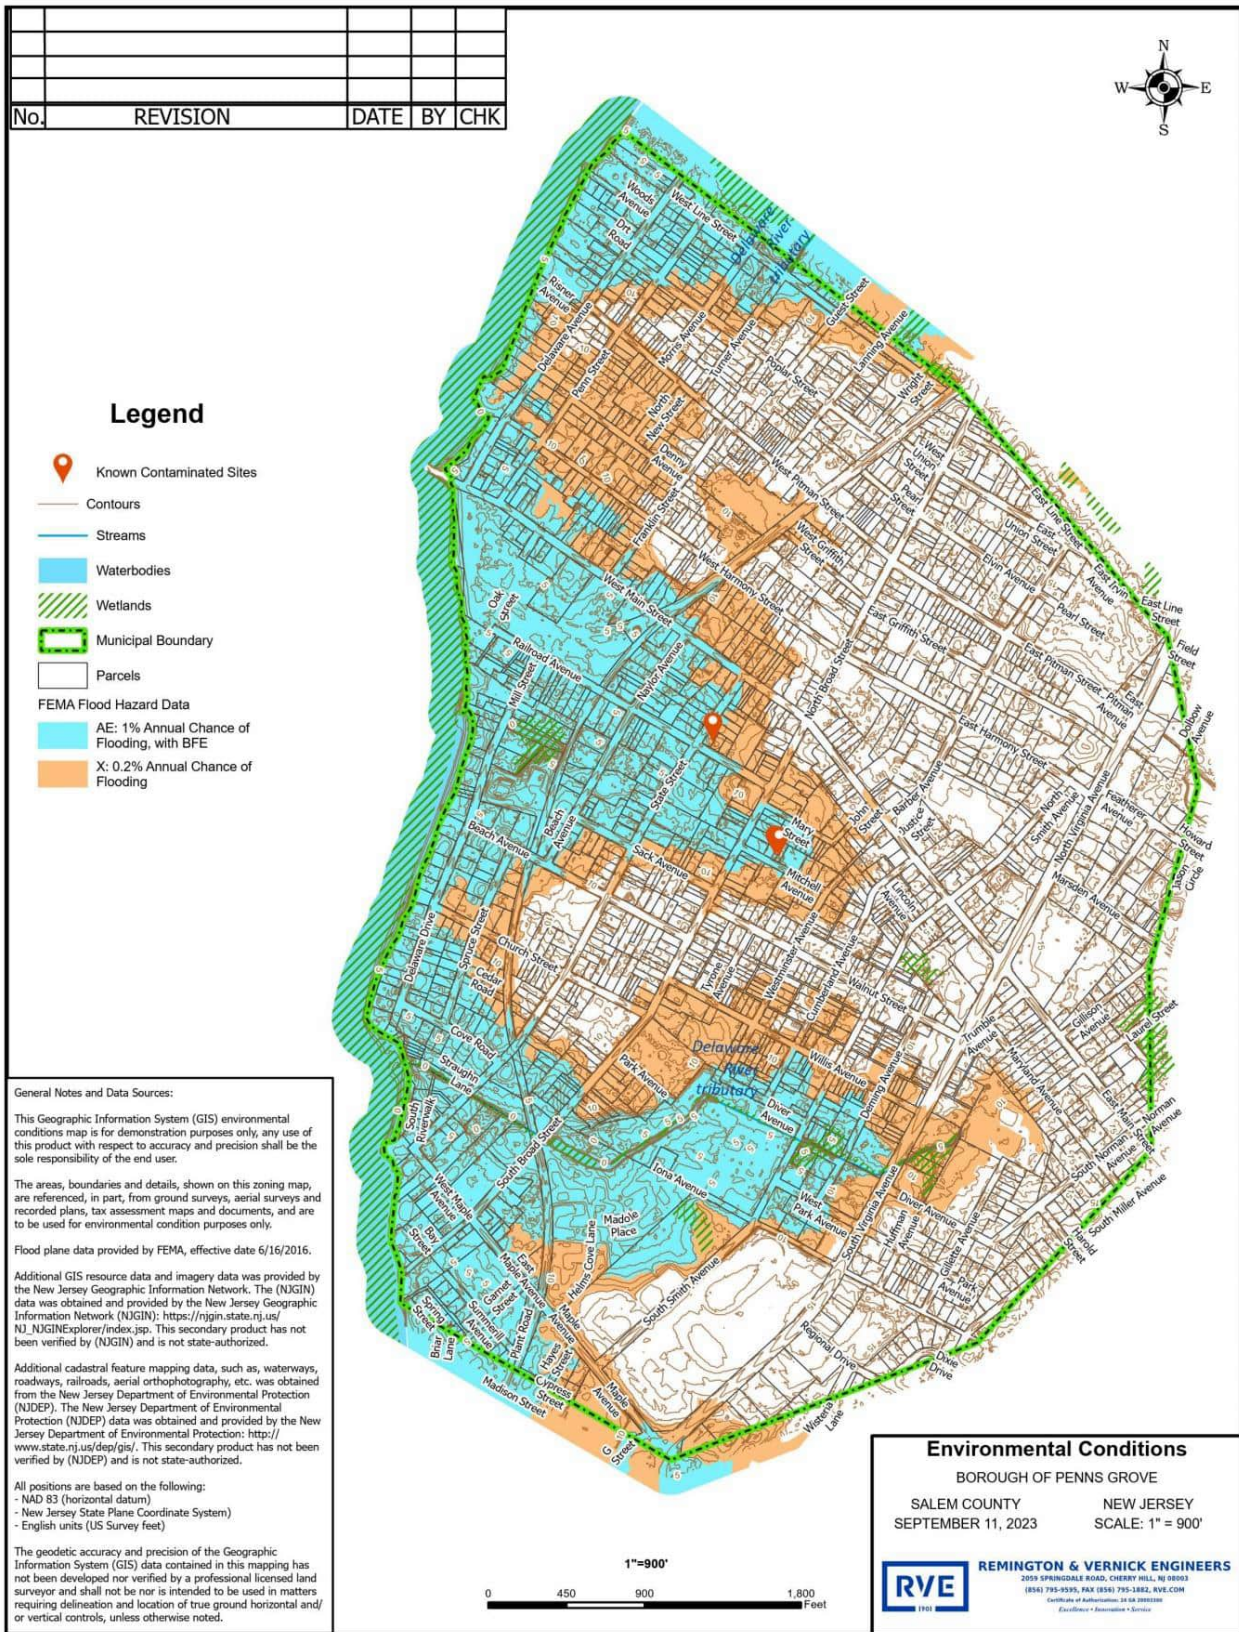 No. REVISION DATE BY CHK
N
W E
S
Legend
Known Contaminated Sites
Contours
Streams
Waterbodies
Wetlands
Municipal Boundary
Parcels
FEMA Flood Hazard Data
AE: 1% Annual Chance of
Flooding, with BFE
X: 0.2% Annual Chance of
Flooding
Woods
Avenue
West Line Street
Drt
Road
Delaware
River
tributary
Risner
Avenue
Delaware Avenue
Penn Street
Morris Avenue
Turner Avenue
Poplar Street
Guest Street
Lanning Avenue
Wright
Street
North
New Street
Denny
Avenue
Franklin Street
West Pitman Street
West
Union
Street
Pearl
Street
East Line Street
East
Union Street
Elvin Avenue
East Ervin
Avenue
Pearl Street
East Line
Street
Field
Street
West Griffith
Street
West Harmony Street
West Main Street
Oak
Street
Railroad Avenue
Mill Street
Naylor Avenue
State Street
East Griffith Street
North Broad Street
East Pitman Street
East
Pitman
Avenue
East Harmony Street
Dolbow
Avenue
Beach
Avenue
Beach Avenue
Sack Avenue
Mary
Street
Mitchell
Avenue
John
Street
Barber Avenue
Justice
Street
North
Smith Avenue
North Virginia Avenue
Featherer
Avenue
Howard
Street
Jason
Circle
Marsden Avenue
Lincoln
Avenue
Delaware Drive
Spruce Street
Church Street
Cedar
Road
Tyrone
Avenue
Westminster Avenue
Cumberland Avenue
Walnut Street
Trumble
Avenue
Gillison
Avenue
Laurel Street
Maryland Avenue
East Main Street
Norman
Avenue
South Norman
Avenue
South Miller Avenue
Harold
Street
Cove Road
Straughn
Lane
South
Riverwalk
Park Avenue
Delaware
River
tributary
Willis Avenue
Diver
Avenue
Deming Avenue
South Broad Street
Iona Avenue
West
Park Avenue
South Virginia Avenue
Huffman
Avenue
Diver Avenue
Gillette Avenue
Park
Avenue
West Maple
Avenue
Bay
Street
Madole
Place
Helms Cove Lane
South Smith Avenue
East
Maple Avenue
Garnet
Street
Summerill
Avenue
Plant Road
Spring
Street
Briar
Lane
Maple
Avenue
Hayes
Street
Cypress
Street
Madison Street
Maple
Avenue
G
Street
Regional Drive
Dixie
Drive
Wisteria
Lane
General Notes and Data Sources:
This Geographic Information System (GIS) environmental
conditions map is for demonstration purposes only, any use of
this product with respect to accuracy and precision shall be the
sole responsibility of the end user.
The areas, boundaries and details, shown on this zoning map,
are referenced, in part, from ground surveys, aerial surveys and
recorded plans, tax assessment maps and documents, and are
to be used for environmental condition purposes only.
Flood plane data provided by FEMA, effective date 6/16/2016.
Additional GIS resource data and imagery data was provided by
the New Jersey Geographic Information Network. The (NJGIN)
data was obtained and provided by the New Jersey Geographic
Information Network (NJGIN): https://njgin.state.nj.us/
NJ_NJGINExplorer/index.jsp. This secondary product has not
been verified by (NJGIN) and is not state-authorized.
Additional cadastral feature mapping data, such as, waterways,
roadways, railroads, aerial orthophotography, etc. was obtained
from the New Jersey Department of Environmental Protection
(NJDEP). The New Jersey Department of Environmental
Protection (NJDEP) data was obtained and provided by the New
Jersey Department of Environmental Protection: http://
www.state.nj.us/dep/gis/. This secondary product has not been
verified by (NJDEP) and is not state-authorized.
All positions are based on the following:
- NAD 83 (horizontal datum)
- New Jersey State Plane Coordinate System)
- English units (US Survey feet)
The geodetic accuracy and precision of the Geographic
Information System (GIS) data contained in this mapping has
not been developed nor verified by a professional licensed land
surveyor and shall not be nor is intended to be used in matters
requiring delineation and location of true ground horizontal and/
or vertical controls, unless otherwise noted.
1"=900'
0 450 900 1,800
Feet
Environmental Conditions
BOROUGH OF PENNS GROVE
SALEM COUNTY NEW JERSEY
SEPTEMBER 11, 2023 SCALE: 1" = 900'
RVE
1901
REMINGTON & VERNICK ENGINEERS
2059 SPRINGDALE ROAD, CHERRY HILL, NJ 08003
(856) 795-9595, FAX (856) 795-1882, RVE.COM
Excellence • Innovation • Service